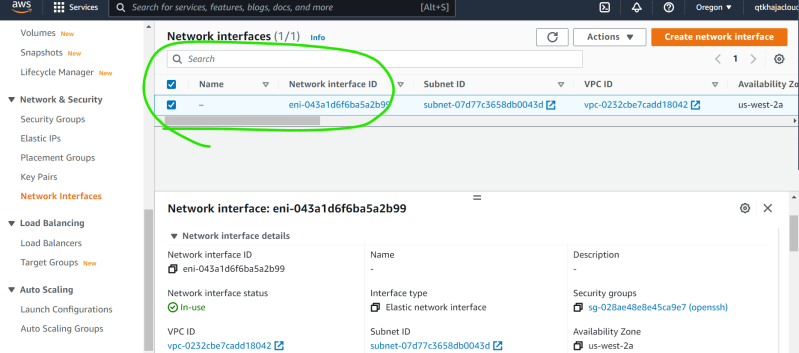 aws Services Search for services, features, blogs, docs, and more [Alt+S] Oregon ▼ qtkhajacloud
Volumes New
Snapshots New
Lifecycle Manager New
Network & Security
Security Groups
Elastic IPs
Placement Groups
Key Pairs
Network Interfaces
Load Balancing
Load Balancers
Target Groups New
Auto Scaling
Launch Configurations
Auto Scaling Groups
Network interfaces (1/1) Info
Actions ▼ Create network interface
Search
1
Name Network interface ID Subnet ID VPC ID Availability Zo
– eni-043a1d6f6ba5a2b99 subnet-07d77c3658db0043d vpc-0232cbe7cadd18042 us-west-2a
Network interface: eni-043a1d6f6ba5a2b99
Network interface details
Network interface ID Name Description
eni-043a1d6f6ba5a2b99 - -
Network interface status Interface type Security groups
In-use Elastic network interface sg-028ae48e8e45ca9e7 (openssh)
VPC ID Subnet ID Availability Zone
vpc-0232cbe7cadd18042 subnet-07d77c3658db0043d us-west-2a